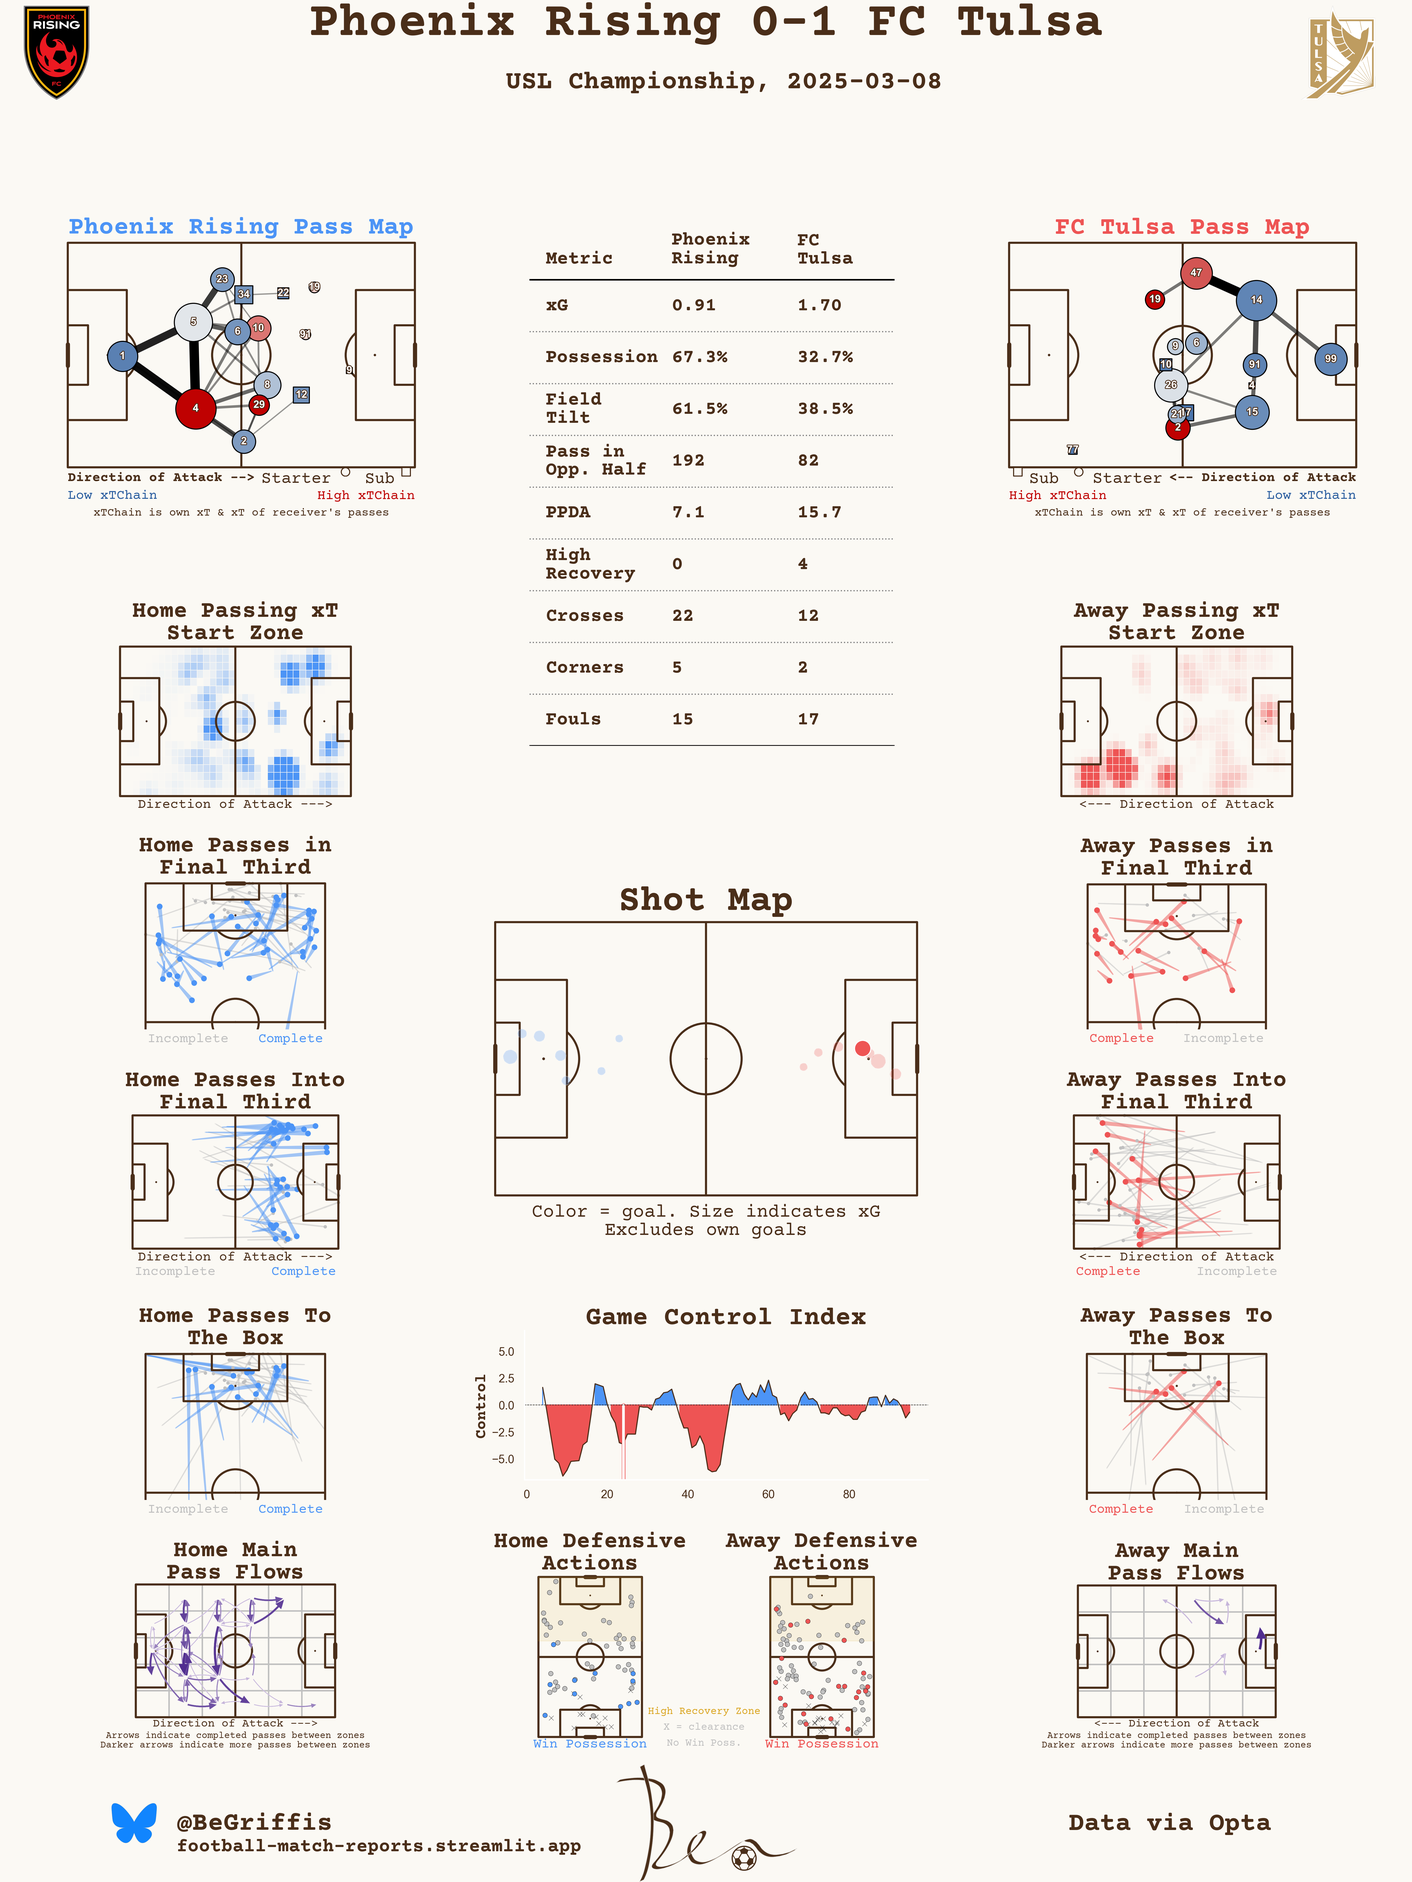 PHOENIX
RISING
FC
Phoenix Rising 0-1 FC Tulsa
USL Championship, 2025-03-08
TULSA
Phoenix Rising Pass Map
23
34
22
19
5
6
10
91
1
9
8
12
4
29
2
Direction of Attack --> Starter Sub
Low xTChain High xTChain
xTChain is own xT & xT of receiver's passes
Metric Phoenix Rising FC Tulsa
xG 0.91 1.70
Possession 67.3% 32.7%
Field Tilt 61.5% 38.5%
Pass in Opp. Half 192 82
PPDA 7.1 15.7
High Recovery 0 4
Crosses 22 12
Corners 5 2
Fouls 15 17
FC Tulsa Pass Map
47
19
14
9
6
10
91
99
26
4
21
7
15
2
77
Sub Starter <-- Direction of Attack
High xTChain Low xTChain
xTChain is own xT & xT of receiver's passes
Home Passing xT
Start Zone
Direction of Attack --->
Away Passing xT
Start Zone
<--- Direction of Attack
Home Passes in
Final Third
Incomplete Complete
Away Passes in
Final Third
Complete Incomplete
Shot Map
Color = goal. Size indicates xG
Excludes own goals
Home Passes Into
Final Third
Direction of Attack --->
Incomplete Complete
Away Passes Into
Final Third
<--- Direction of Attack
Complete Incomplete
Home Passes To
The Box
Incomplete Complete
Game Control Index
Control
5.0
2.5
0.0
−2.5
−5.0
0 20 40 60 80
Away Passes To
The Box
Complete Incomplete
Home Main
Pass Flows
Direction of Attack --->
Arrows indicate completed passes between zones
Darker arrows indicate more passes between zones
Home Defensive
Actions
Win Possession
High Recovery Zone
X = clearance
No Win Poss.
Away Defensive
Actions
Win Possession
Away Main
Pass Flows
<--- Direction of Attack
Arrows indicate completed passes between zones
Darker arrows indicate more passes between zones
@BeGriffis
football-match-reports.streamlit.app
Ben
Data via Opta